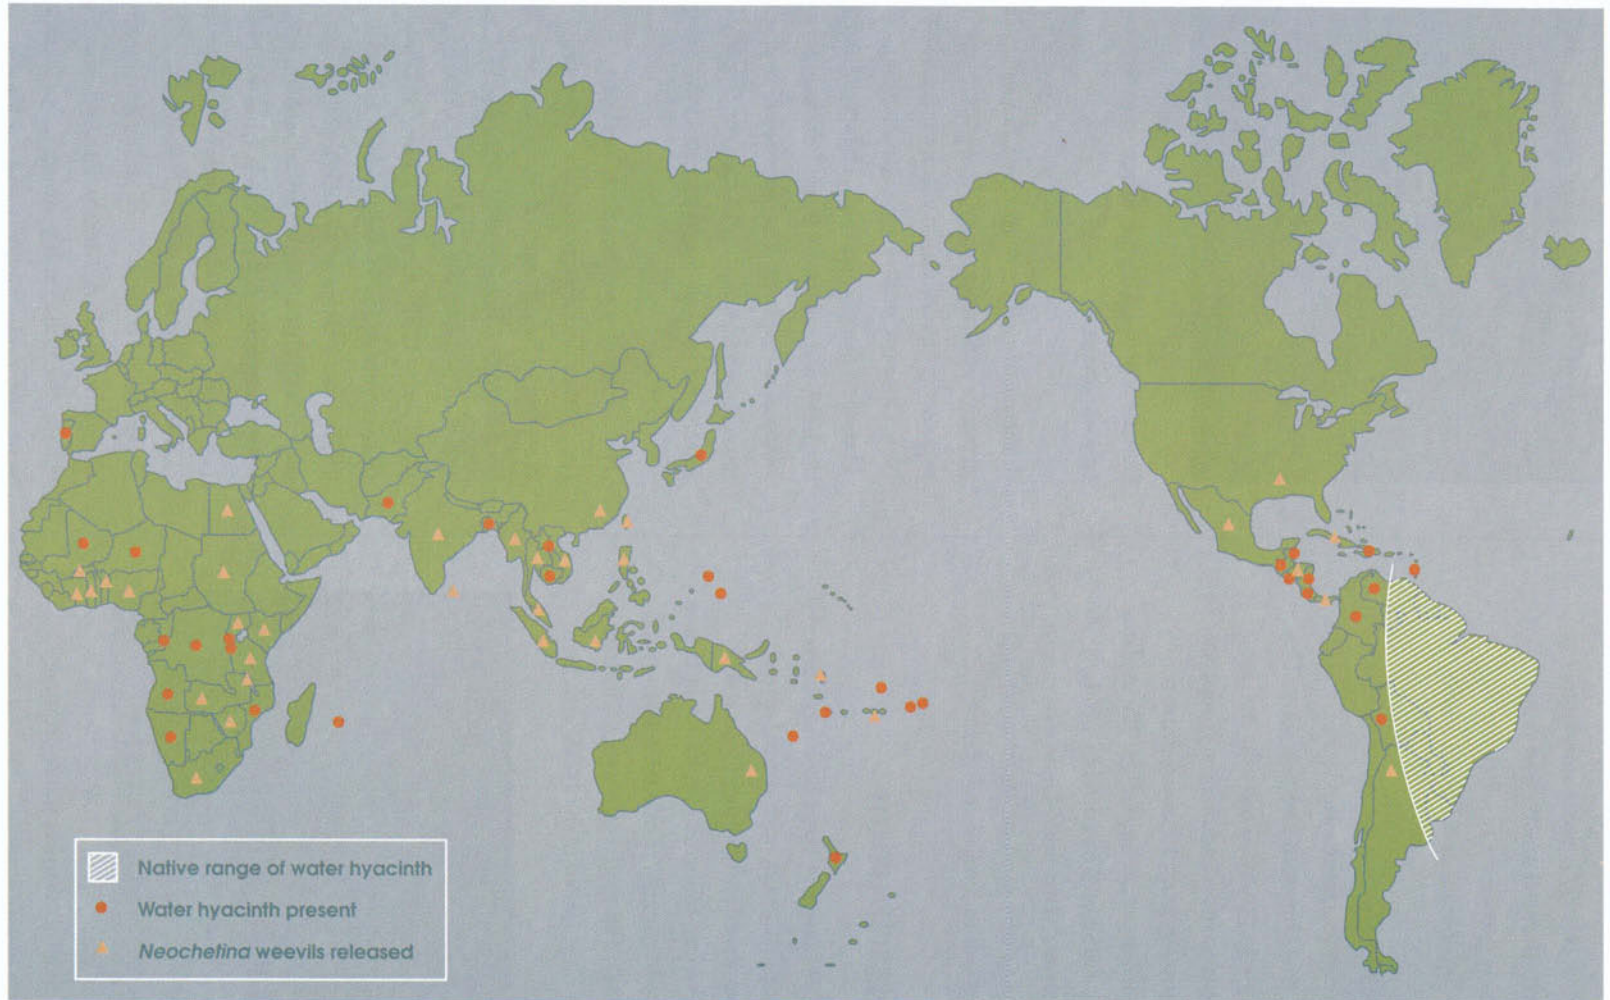 Native range of water hyacinth
Water hyacinth present
Neochetina weevils released